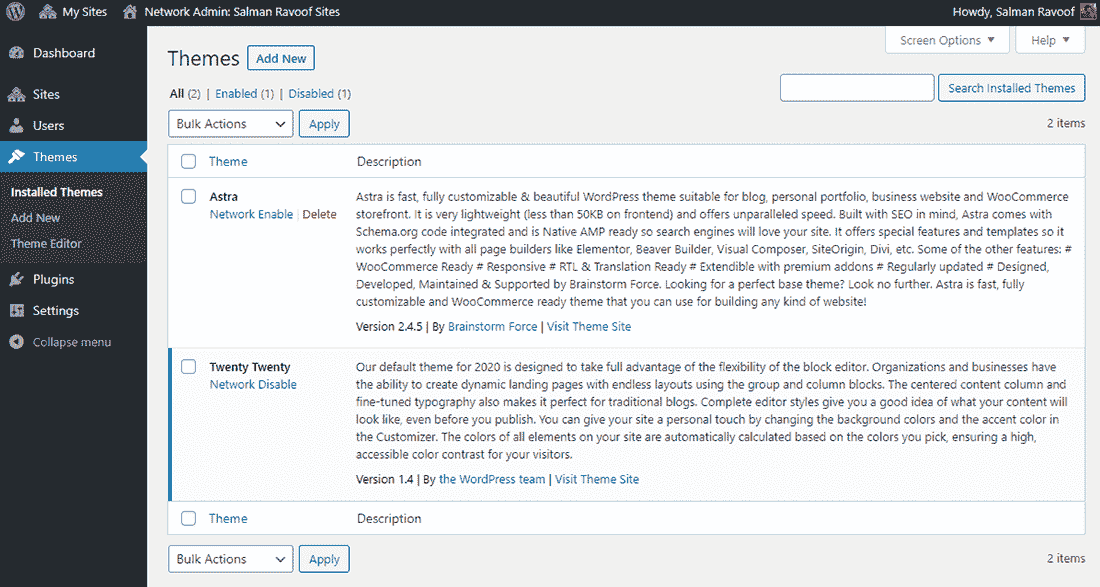 My Sites Network Admin: Salman Ravoof Sites Howdy, Salman Ravoof
Dashboard
Sites
Users
Themes
Installed Themes
Add New
Theme Editor
Plugins
Settings
Collapse menu
Screen Options ▼ Help ▼
Themes Add New
All (2) | Enabled (1) | Disabled (1)
Search Installed Themes
Bulk Actions Apply
2 items
Theme Description
Astra
Network Enable | Delete
Astra is fast, fully customizable & beautiful WordPress theme suitable for blog, personal portfolio, business website and WooCommerce
storefront. It is very lightweight (less than 50KB on frontend) and offers unparalleled speed. Built with SEO in mind, Astra comes with
Schema.org code integrated and is Native AMP ready so search engines will love your site. It offers special features and templates so it
works perfectly with all page builders like Elementor, Beaver Builder, Visual Composer, SiteOrigin, Divi, etc. Some of the other features: #
WooCommerce Ready # Responsive # RTL & Translation Ready # Extendible with premium addons # Regularly updated # Designed,
Developed, Maintained & Supported by Brainstorm Force. Looking for a perfect base theme? Look no further. Astra is fast, fully
customizable and WooCommerce ready theme that you can use for building any kind of website!
Version 2.4.5 | By Brainstorm Force | Visit Theme Site
Twenty Twenty
Network Disable
Our default theme for 2020 is designed to take full advantage of the flexibility of the block editor. Organizations and businesses have
the ability to create dynamic landing pages with endless layouts using the group and column blocks. The centered content column and
fine-tuned typography also makes it perfect for traditional blogs. Complete editor styles give you a good idea of what your content will
look like, even before you publish. You can give your site a personal touch by changing the background colors and the accent color in
the Customizer. The colors of all elements on your site are automatically calculated based on the colors you pick, ensuring a high,
accessible color contrast for your visitors.
Version 1.4 | By the WordPress team | Visit Theme Site
Theme Description
Bulk Actions Apply
2 items